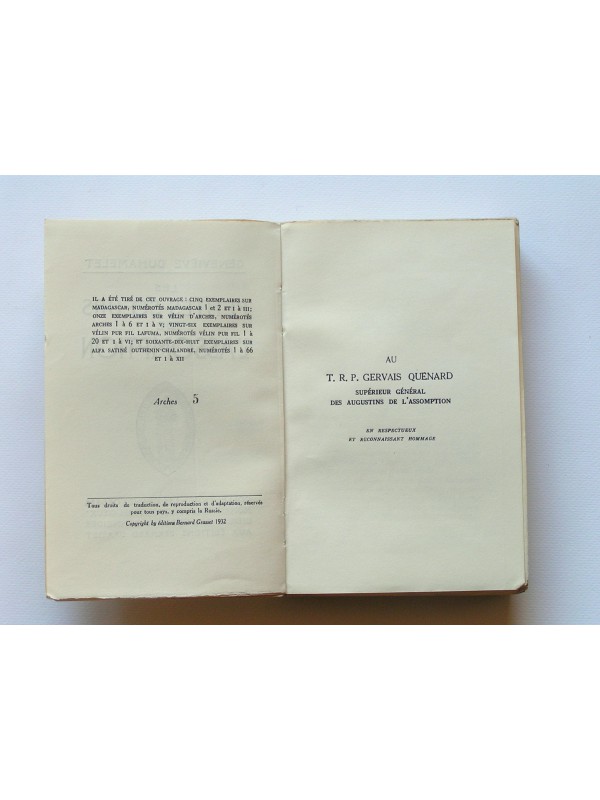 IL A ÉTÉ TIRÉ DE CET OUVRAGE : CINQ EXEMPLAIRES SUR
MADAGASCAR, NUMÉROTÉS MADAGASCAR 1 et 2 ET I à III;
ONZE EXEMPLAIRES SUR VÉLIN D'ARCHES, NUMÉROTÉS
ARCHES 1 à 6 ET I à V; VINGT-SIX EXEMPLAIRES SUR
VÉLIN PUR FIL LAFUMA, NUMÉROTÉS VÉLIN PUR FIL 1 à
20 ET I à VI; ET SOIXANTE-DIX-HUIT EXEMPLAIRES SUR
ALFA SATINÉ OUTHENIN-CHALANDRE, NUMÉROTÉS 1 à 66
ET I à XII
Arches 5
Tous droits de traduction, de reproduction et d'adaptation, réservés
pour tous pays, y compris la Russie.
Copyright by éditions Bernard Grasset 1932
AU
T. R. P. GERVAIS QUENARD
SUPÉRIEUR GÉNÉRAL
DES AUGUSTINS DE L'ASSOMPTION
EN RESPECTUEUX
ET RECONNAISSANT HOMMAGE